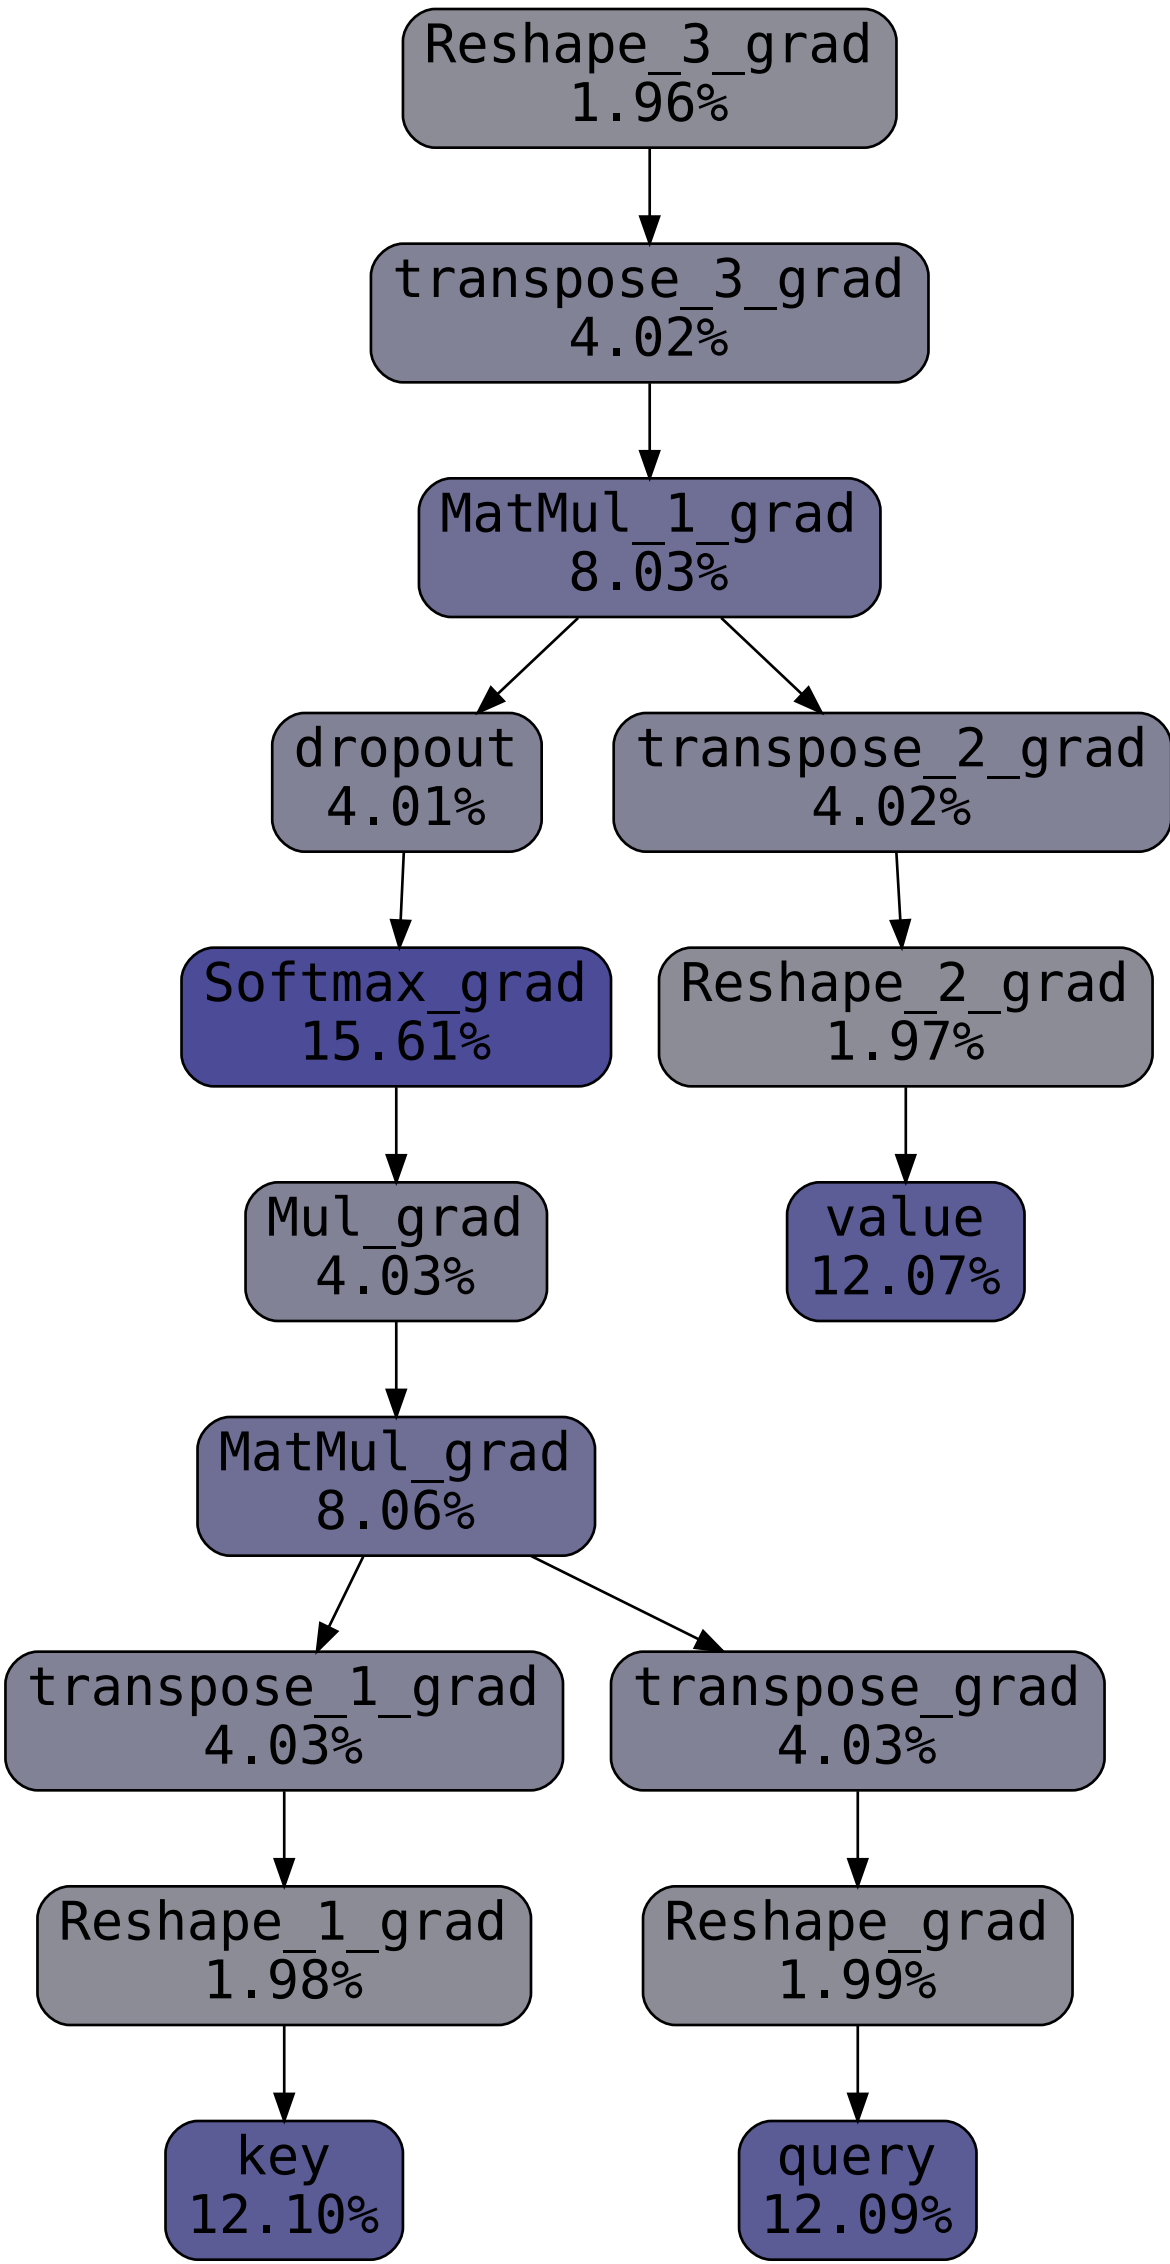 Reshape_3_grad
1.96%
transpose_3_grad
4.02%
MatMul_1_grad
8.03%
dropout
4.01%
transpose_2_grad
4.02%
Softmax_grad
15.61%
Reshape_2_grad
1.97%
Mul_grad
4.03%
value
12.07%
MatMul_grad
8.06%
transpose_1_grad
4.03%
transpose_grad
4.03%
Reshape_1_grad
1.98%
Reshape_grad
1.99%
key
12.10%
query
12.09%